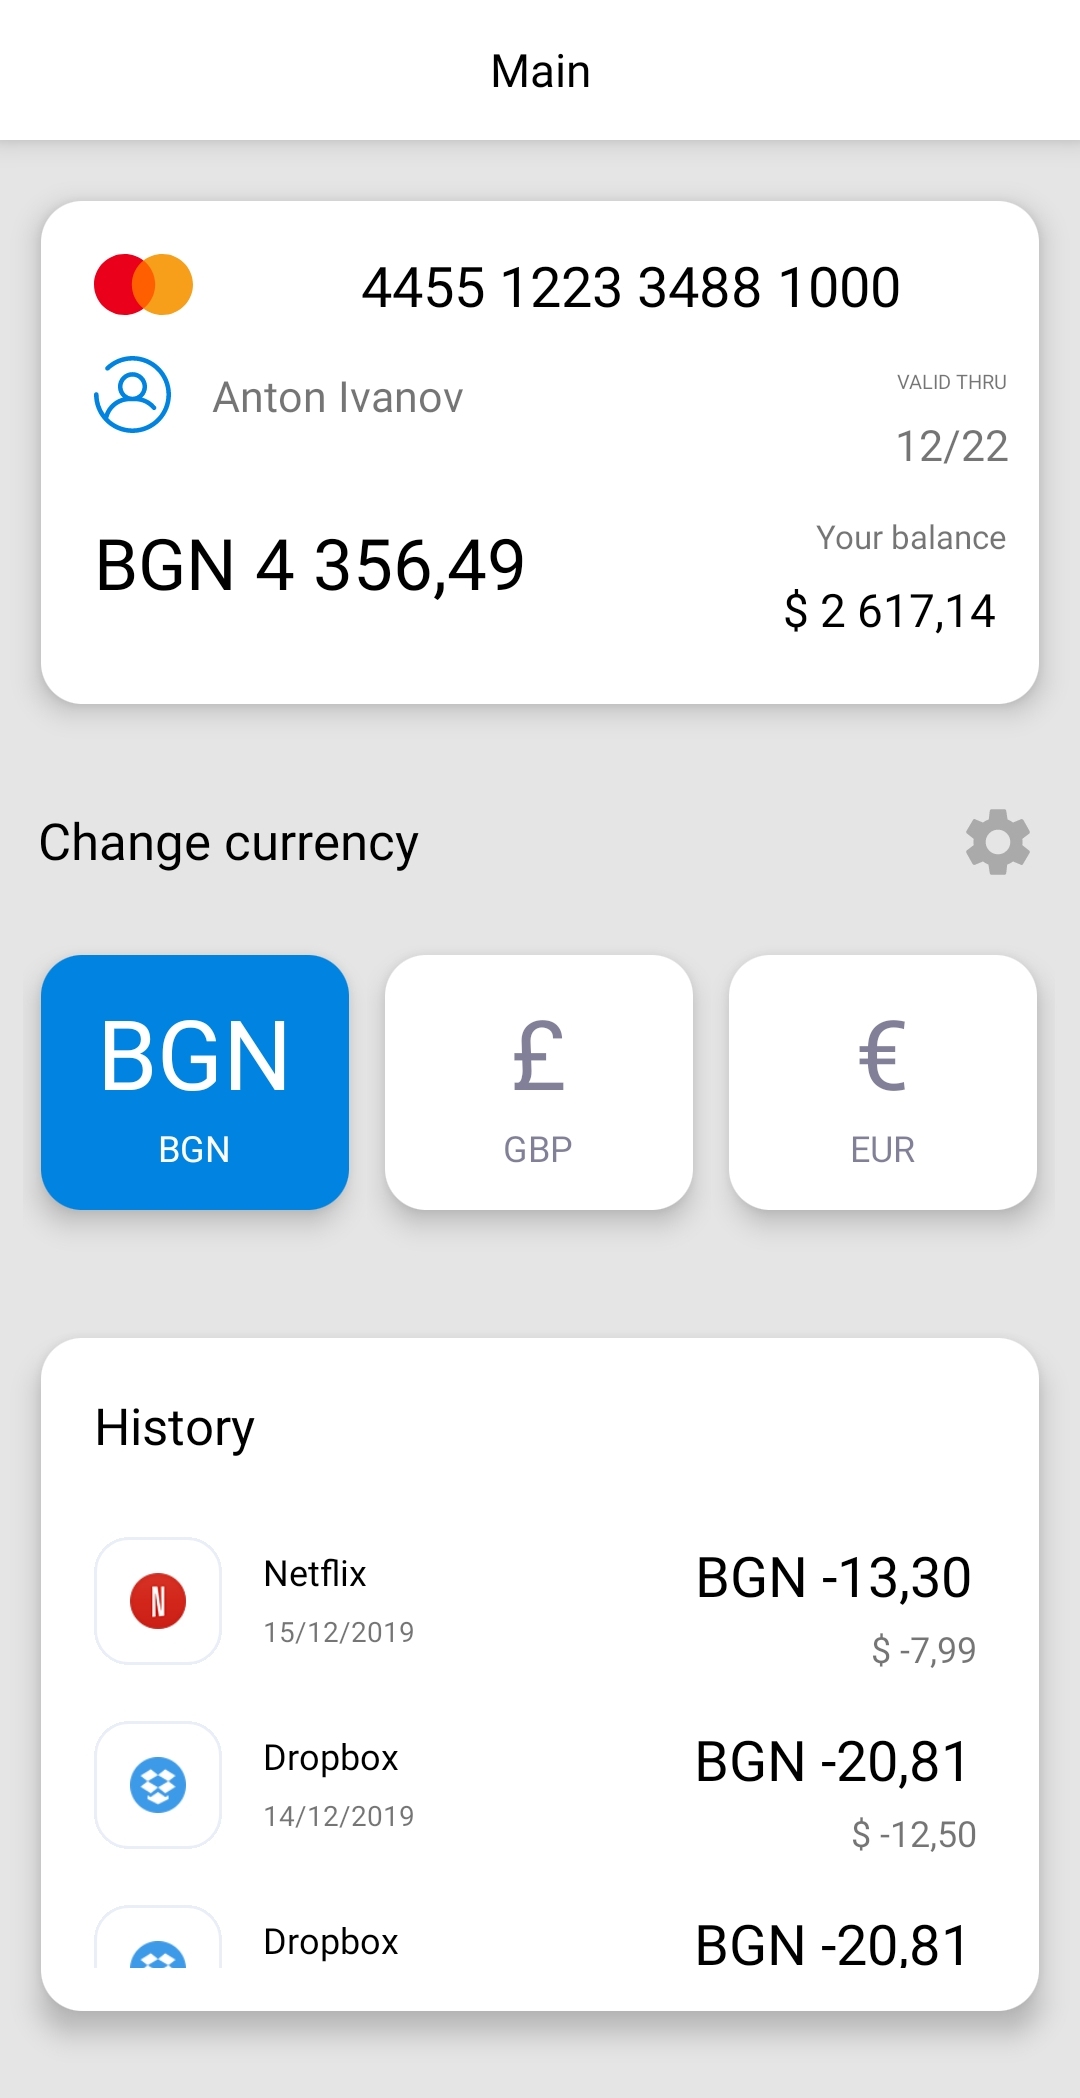 Main
4455 1223 3488 1000
Anton Ivanov
VALID THRU
12/22
BGN 4 356,49
Your balance
$ 2 617,14
Change currency
BGN
BGN
£
GBP
€
EUR
History
N
Netflix
15/12/2019
BGN -13,30
$ -7,99
Dropbox
14/12/2019
BGN -20,81
$ -12,50
Dropbox
BGN -20,81